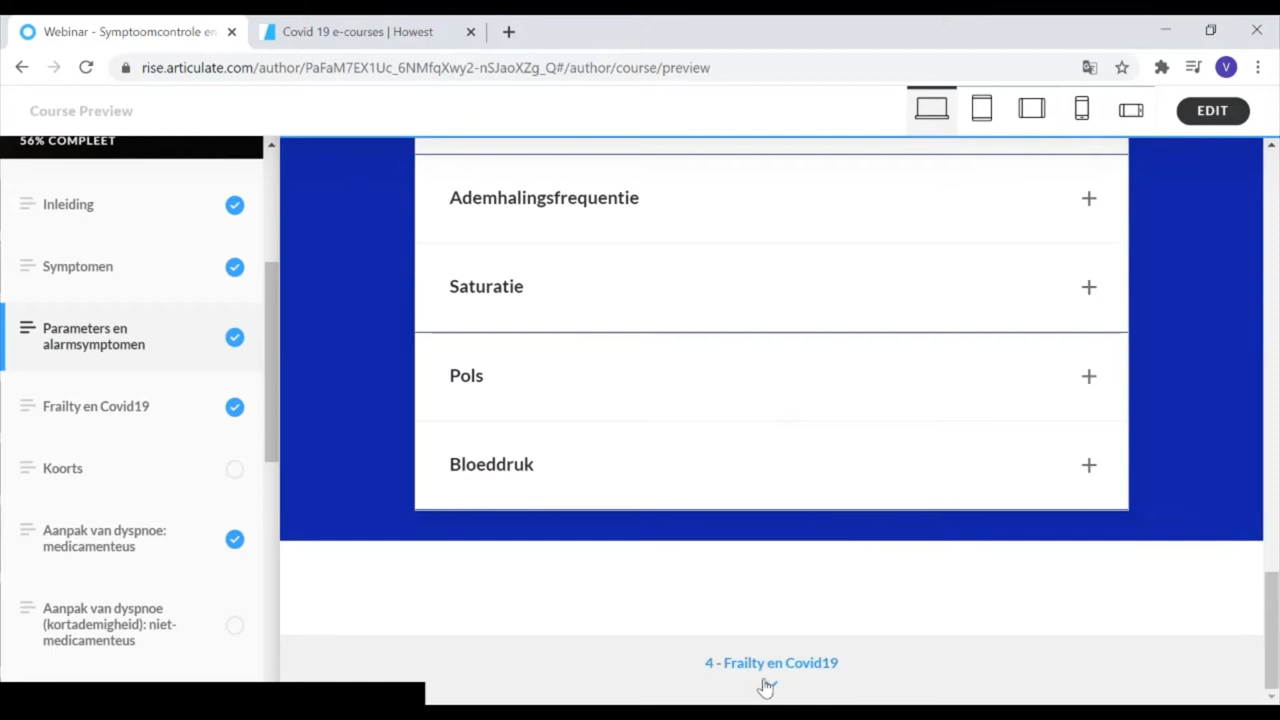 Webinar - Symptoomcontrole en
Covid 19 e-courses | Howest
rise.articulate.com/author/PaFaM7EX1Uc_6NMfqXwy2-nSJaoXZg_Q#/author/course/preview
V
Course Preview
EDIT
56% COMPLEET
Inleiding
Symptomen
Parameters en
alarmsymptomen
Frailty en Covid19
Koorts
Aanpak van dyspnoe:
medicamenteus
Aanpak van dyspnoe
(kortademigheid): niet-
medicamenteus
Ademhalingsfrequentie
Saturatie
Pols
Bloeddruk
4 - Frailty en Covid19